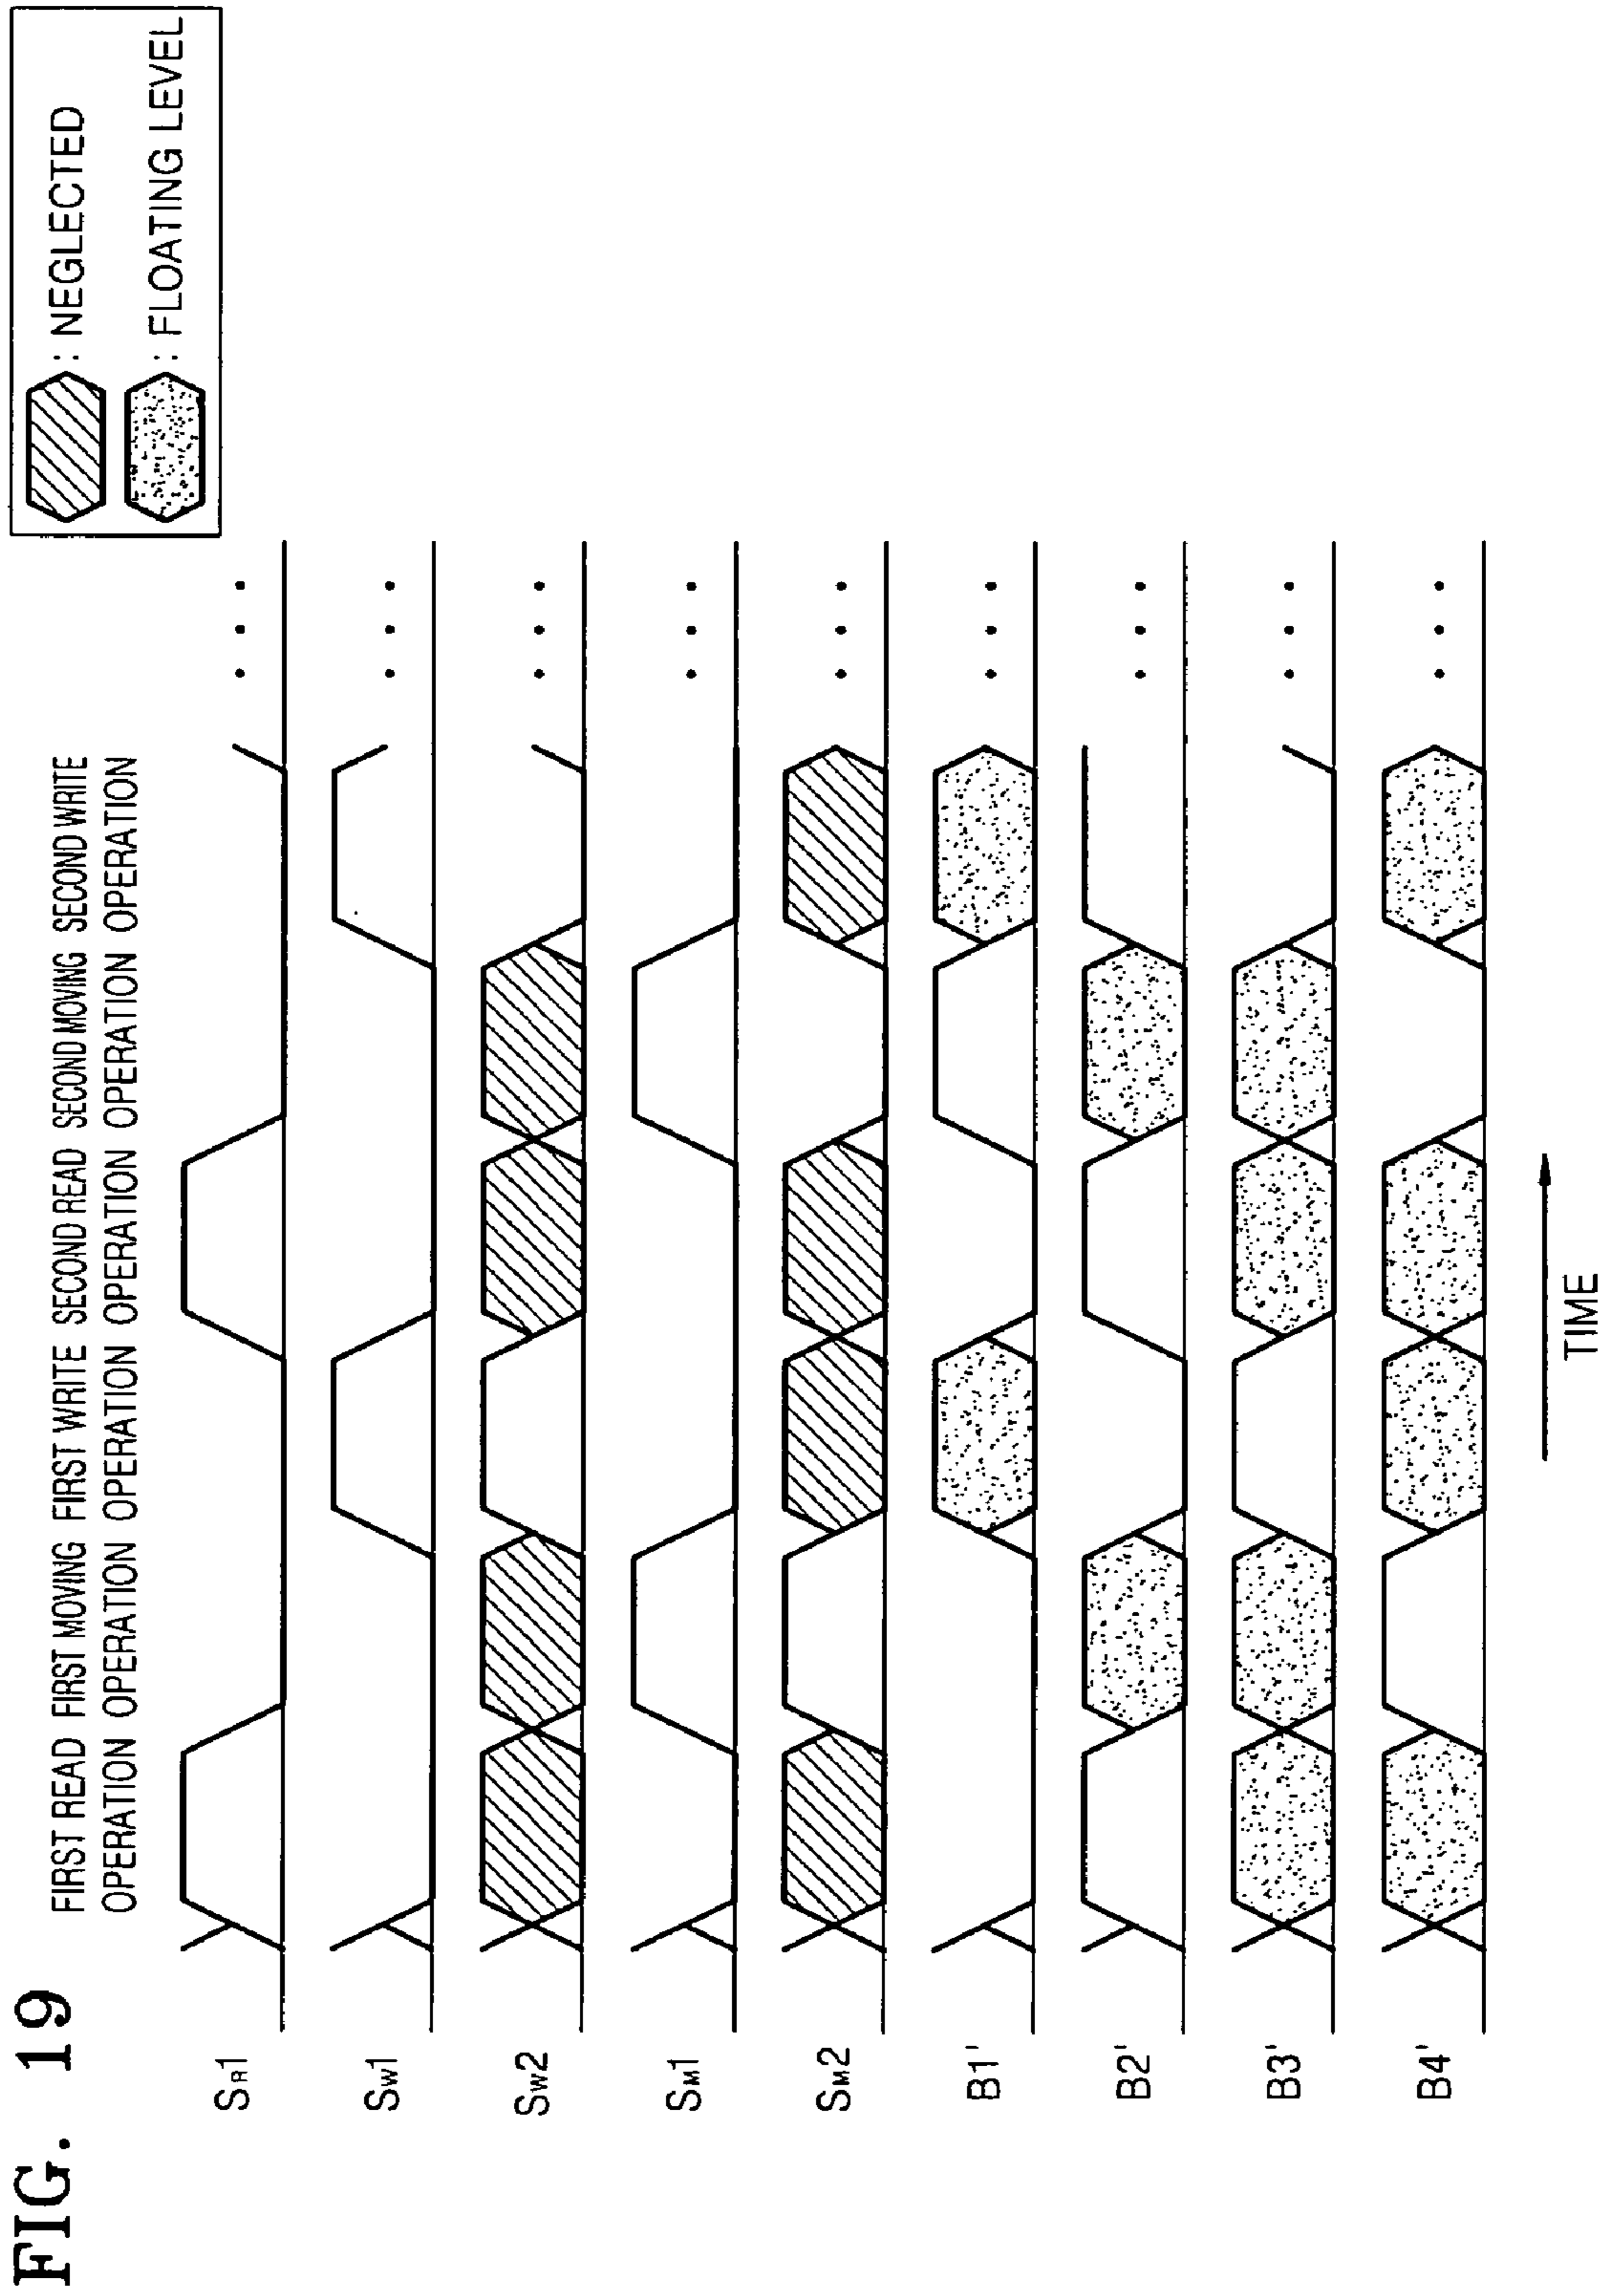 FIG. 19
: NEGLECTED
: FLOATING LEVEL
FIRST READ FIRST MOVING FIRST WRITE SECOND READ SECOND MOVING SECOND WRITE
OPERATION OPERATION OPERATION OPERATION OPERATION OPERATION
SR1
SW1
SW2
SM1
SM2
B1'
B2'
B3'
B4'
TIME